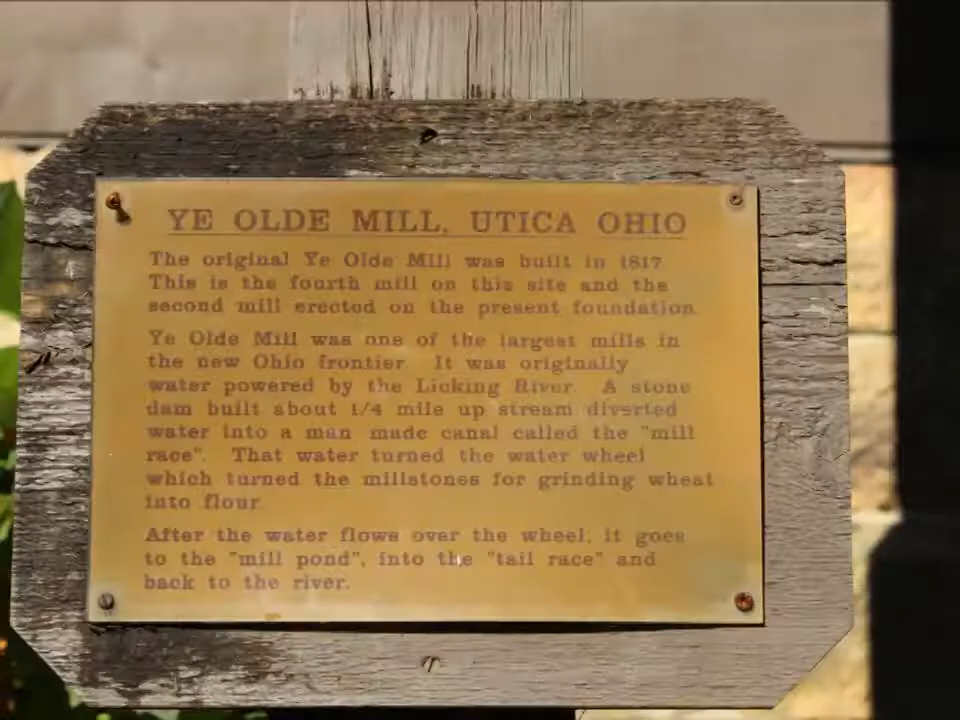 YE OLDE MILL, UTICA OHIO
The original Ye Olde Mill was built in 1817
This is the fourth mill on this site and the
second mill erected on the present foundation.
Ye Olde Mill was one of the largest mills in
the new Ohio frontier. It was originally
water powered by the Licking River. A stone
dam built about 1/4 mile up stream diverted
water into a man made canal called the "mill
race". That water turned the water wheel
which turned the millstones for grinding wheat
into flour.
After the water flows over the wheel, it goes
to the "mill pond", into the "tail race" and
back to the river.